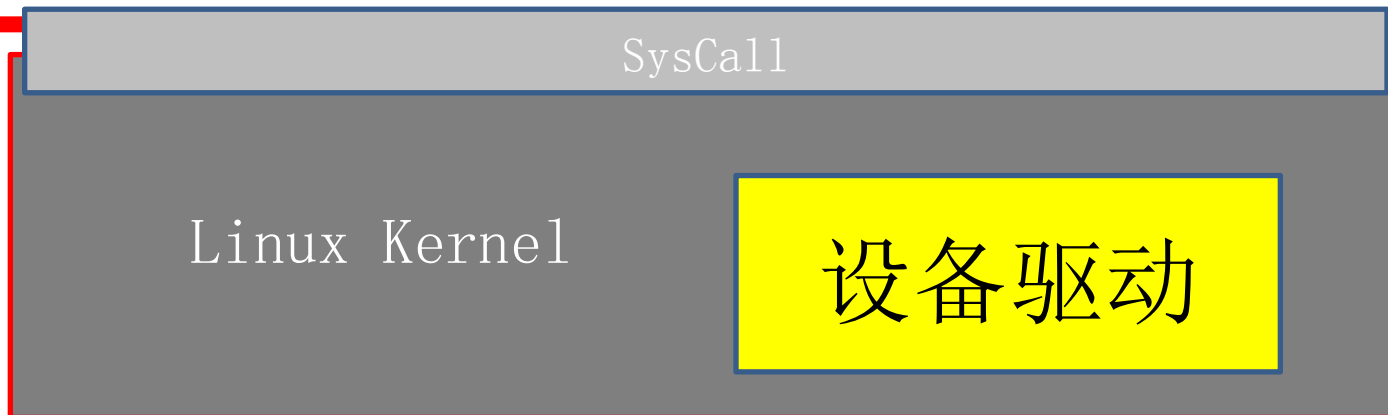 SysCall
Linux Kernel
设备驱动